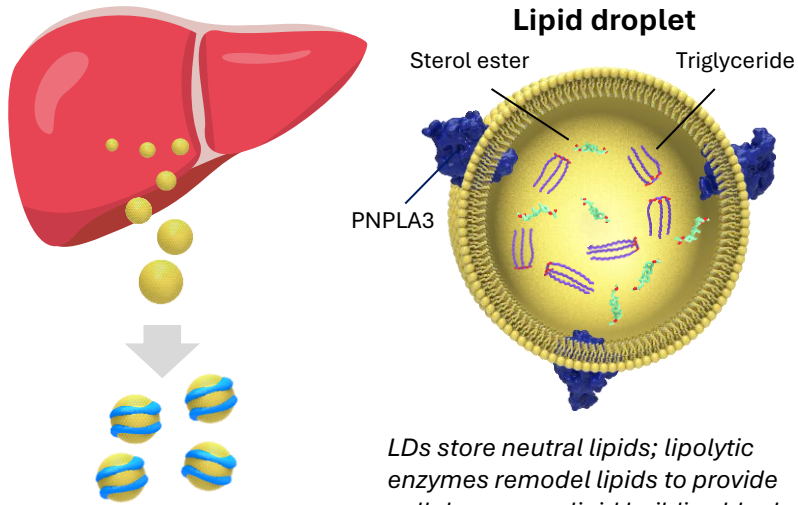 Lipid droplet
Sterol ester
Triglyceride
PNPLA3
LDs store neutral lipids; lipolytic
enzymes remodel lipids to provide